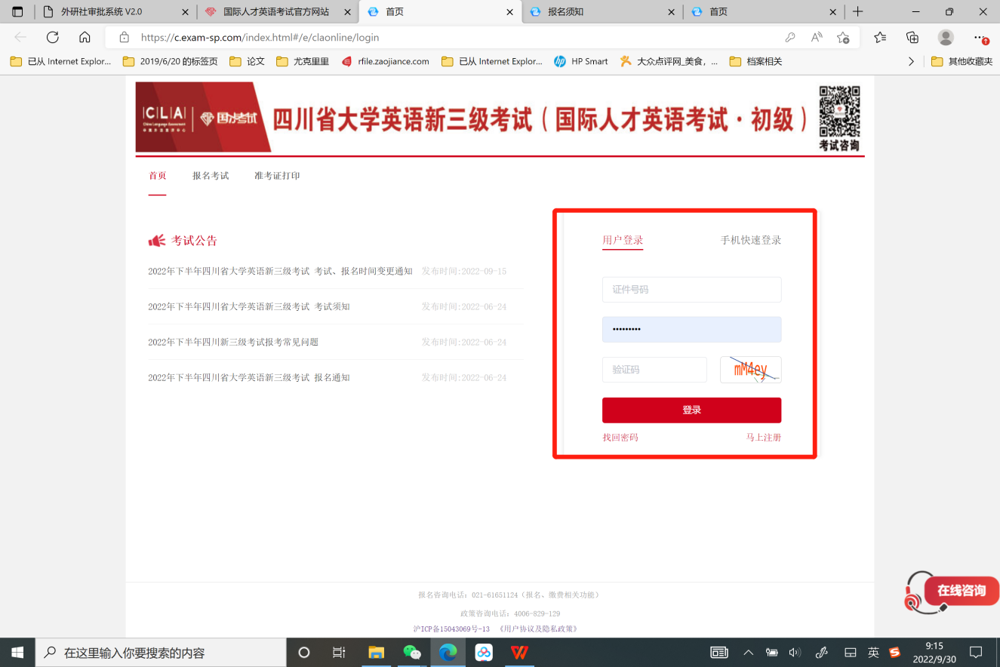 外研社审批系统 V2.0
国际人才英语考试官方网站
首页
报名须知
首页
https://c.exam-sp.com/index.html#/e/claonline/login
已从 Internet Explor...
2019/6/20 的标签页
论文
尤克里里
rfile.zaojiance.com
已从 Internet Explor...
HP Smart
大众点评网_美食，...
档案相关
其他收藏夹
CLA
国才考试
四川省大学英语新三级考试（国际人才英语考试·初级）
考试咨询
首页
报名考试
准考证打印
考试公告
2022年下半年四川省大学英语新三级考试 考试、报名时间变更通知 发布时间:2022-09-15
2022年下半年四川省大学英语新三级考试 考试须知 发布时间:2022-06-24
2022年下半年四川新三级考试报考常见问题 发布时间:2022-06-24
2022年下半年四川省大学英语新三级考试 报名通知 发布时间:2022-06-24
用户登录
手机快速登录
证件号码
•••••••••
验证码
mM4ey
登录
找回密码
马上注册
报名咨询电话：021-61651124（报名、缴费相关功能）
政策咨询电话：4006-829-129
沪ICP备15043069号-13 《用户协议及隐私政策》
在线咨询
在这里输入你要搜索的内容
英
9:15
2022/9/30